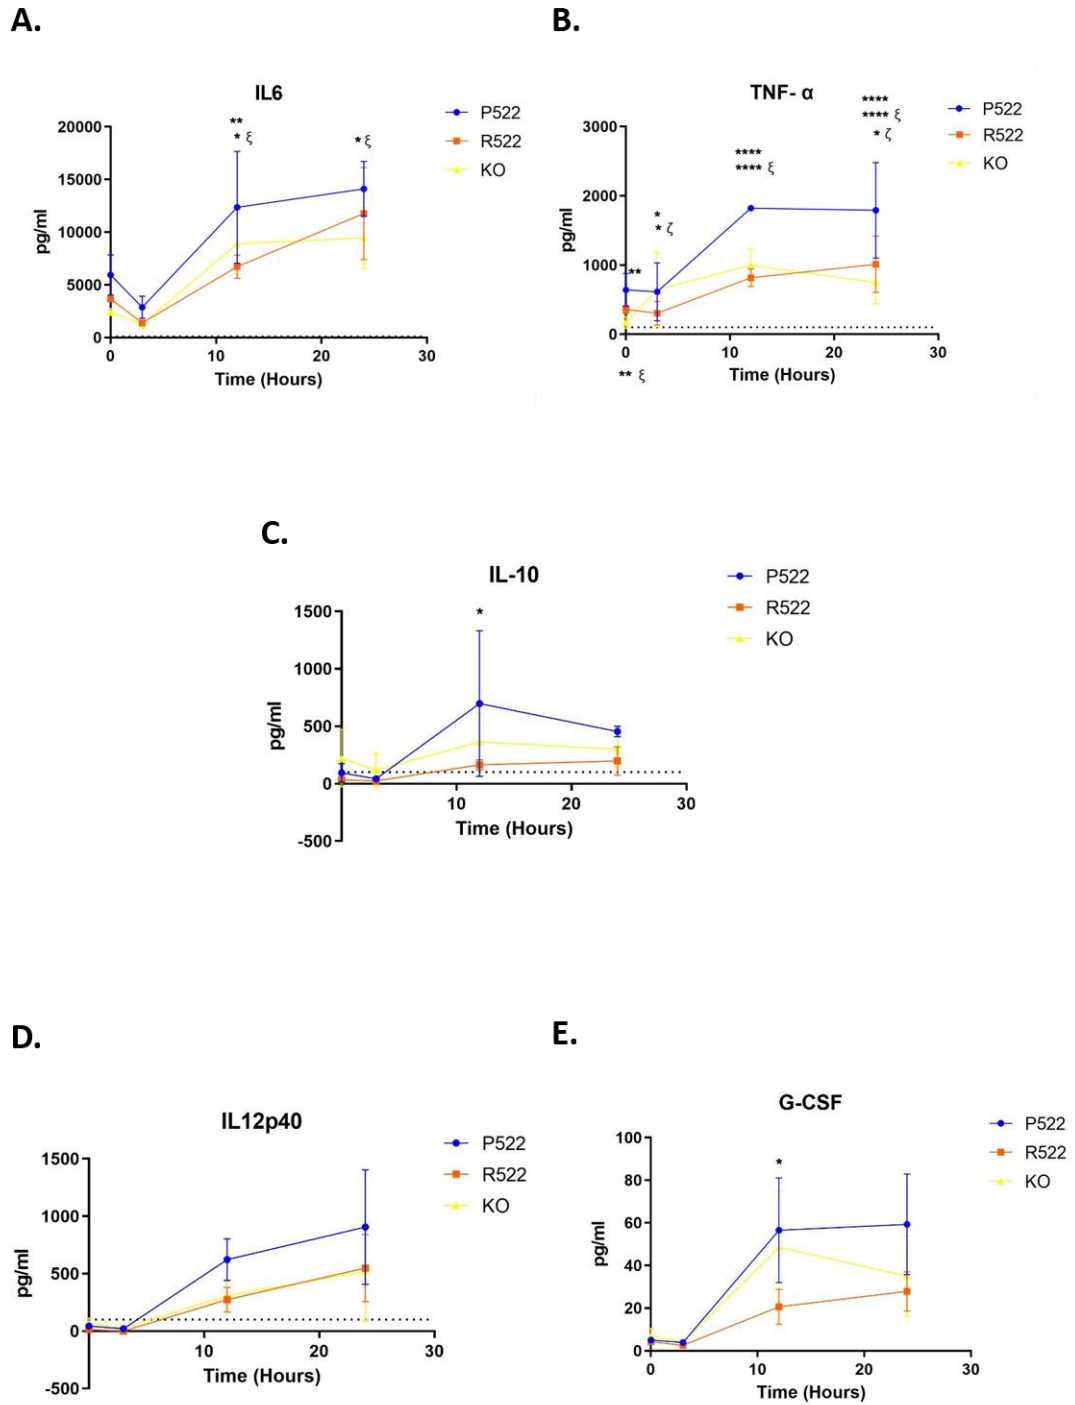 A.
IL6
pg/ml
20000
15000
10000
5000
0
**
* ξ
* ξ
0
10
20
30
Time (Hours)
P522
R522
KO
B.
TNF- α
pg/ml
3000
2000
1000
0
**
*
* ζ
****
**** ξ
****
**** ξ
* ζ
0
10
20
30
** ξ
Time (Hours)
P522
R522
KO
C.
IL-10
pg/ml
1500
1000
500
0
-500
*
10
20
30
Time (Hours)
P522
R522
KO
D.
IL12p40
pg/ml
1500
1000
500
0
-500
10
20
30
Time (Hours)
P522
R522
KO
E.
G-CSF
pg/ml
100
80
60
40
20
0
*
0
10
20
30
Time (Hours)
P522
R522
KO